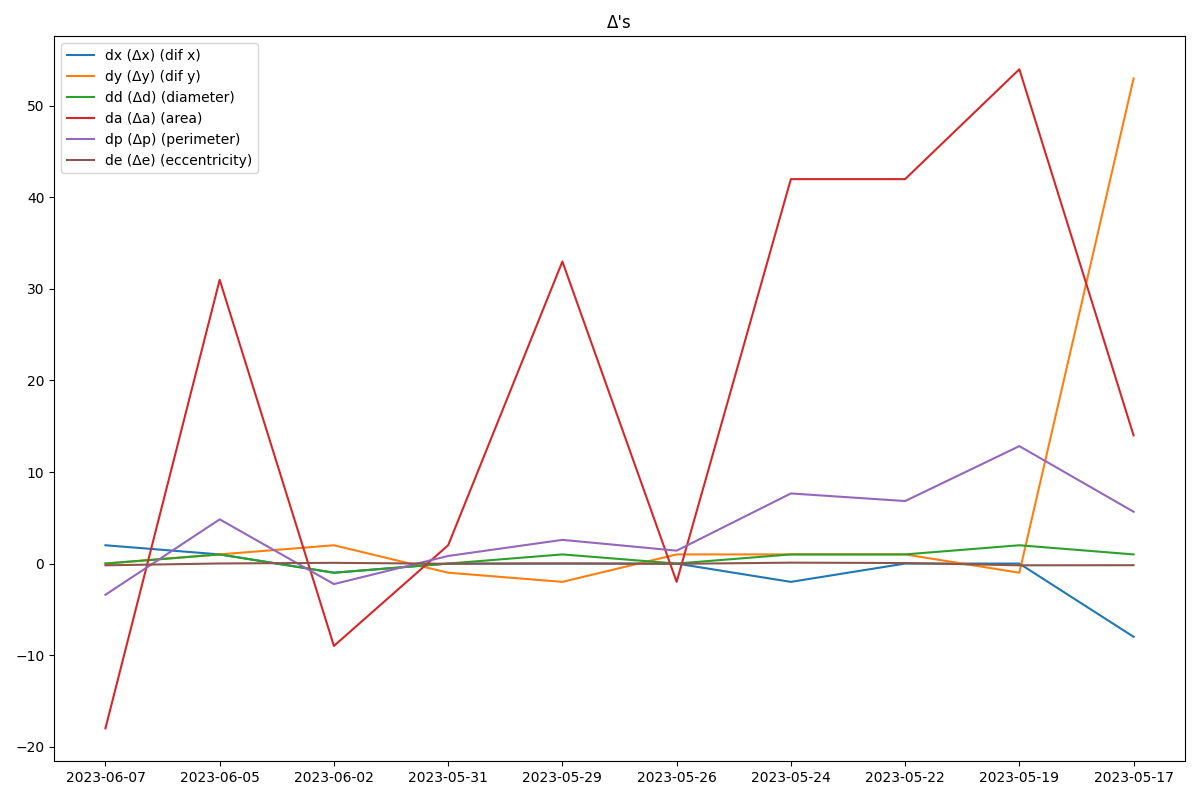 Δ's
dx (Δx) (dif x)
dy (Δy) (dif y)
dd (Δd) (diameter)
da (Δa) (area)
dp (Δp) (perimeter)
de (Δe) (eccentricity)
50
40
30
20
10
0
−10
−20
2023-06-07 2023-06-05 2023-06-02 2023-05-31 2023-05-29 2023-05-26 2023-05-24 2023-05-22 2023-05-19 2023-05-17